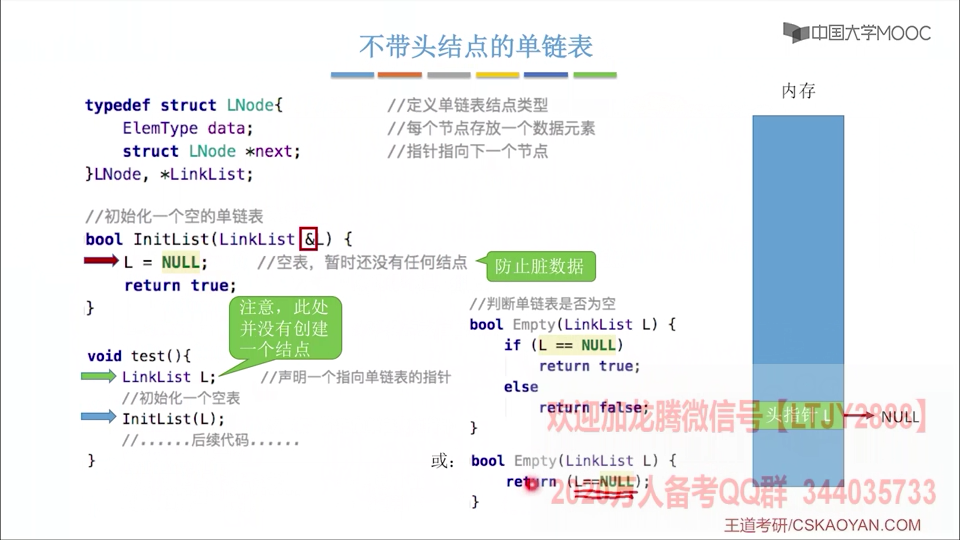 不带头结点的单链表
中国大学MOOC
typedef struct LNode{ //定义单链表结点类型
ElemType data; //每个节点存放一个数据元素
struct LNode *next; //指针指向下一个节点
}LNode, *LinkList;
//初始化一个空的单链表
bool InitList(LinkList &L) {
L = NULL; //空表，暂时还没有任何结点
防止脏数据
return true;
}
注意，此处
并没有创建
一个结点
void test(){
LinkList L; //声明一个指向单链表的指针
//初始化一个空表
InitList(L);
//......后续代码......
}
//判断单链表是否为空
bool Empty(LinkList L) {
if (L == NULL)
return true;
else
return false;
}
或：
bool Empty(LinkList L) {
return (L==NULL);
}
内存
头指针 L
NULL
欢迎加龙腾微信号【LTJY2888】
QQ群 344035733
王道考研/CSKAOYAN.COM